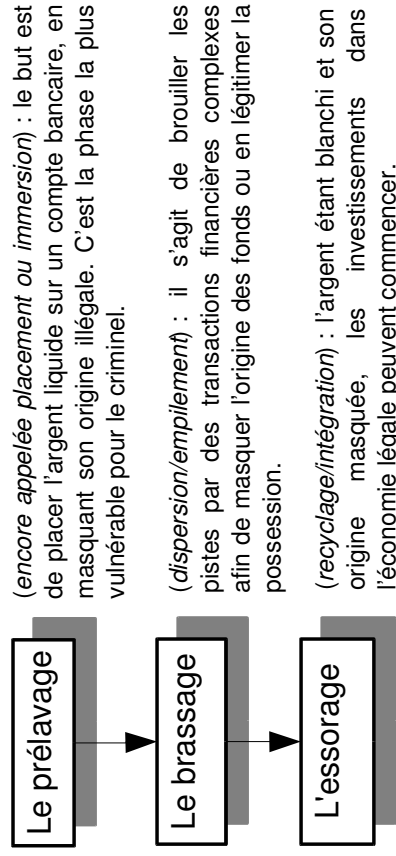 Le prélavage
(encore appelée placement ou immersion) : le but est
de placer l'argent liquide sur un compte bancaire, en
masquant son origine illégale. C'est la phase la plus
vulnérable pour le criminel.
Le brassage
(dispersion/empilement) : il s'agit de brouiller les
pistes par des transactions financières complexes
afin de masquer l'origine des fonds ou en légitimer la
possession.
L'essorage
(recyclage/intégration) : l'argent étant blanchi et son
origine masquée, les investissements dans
l'économie légale peuvent commencer.